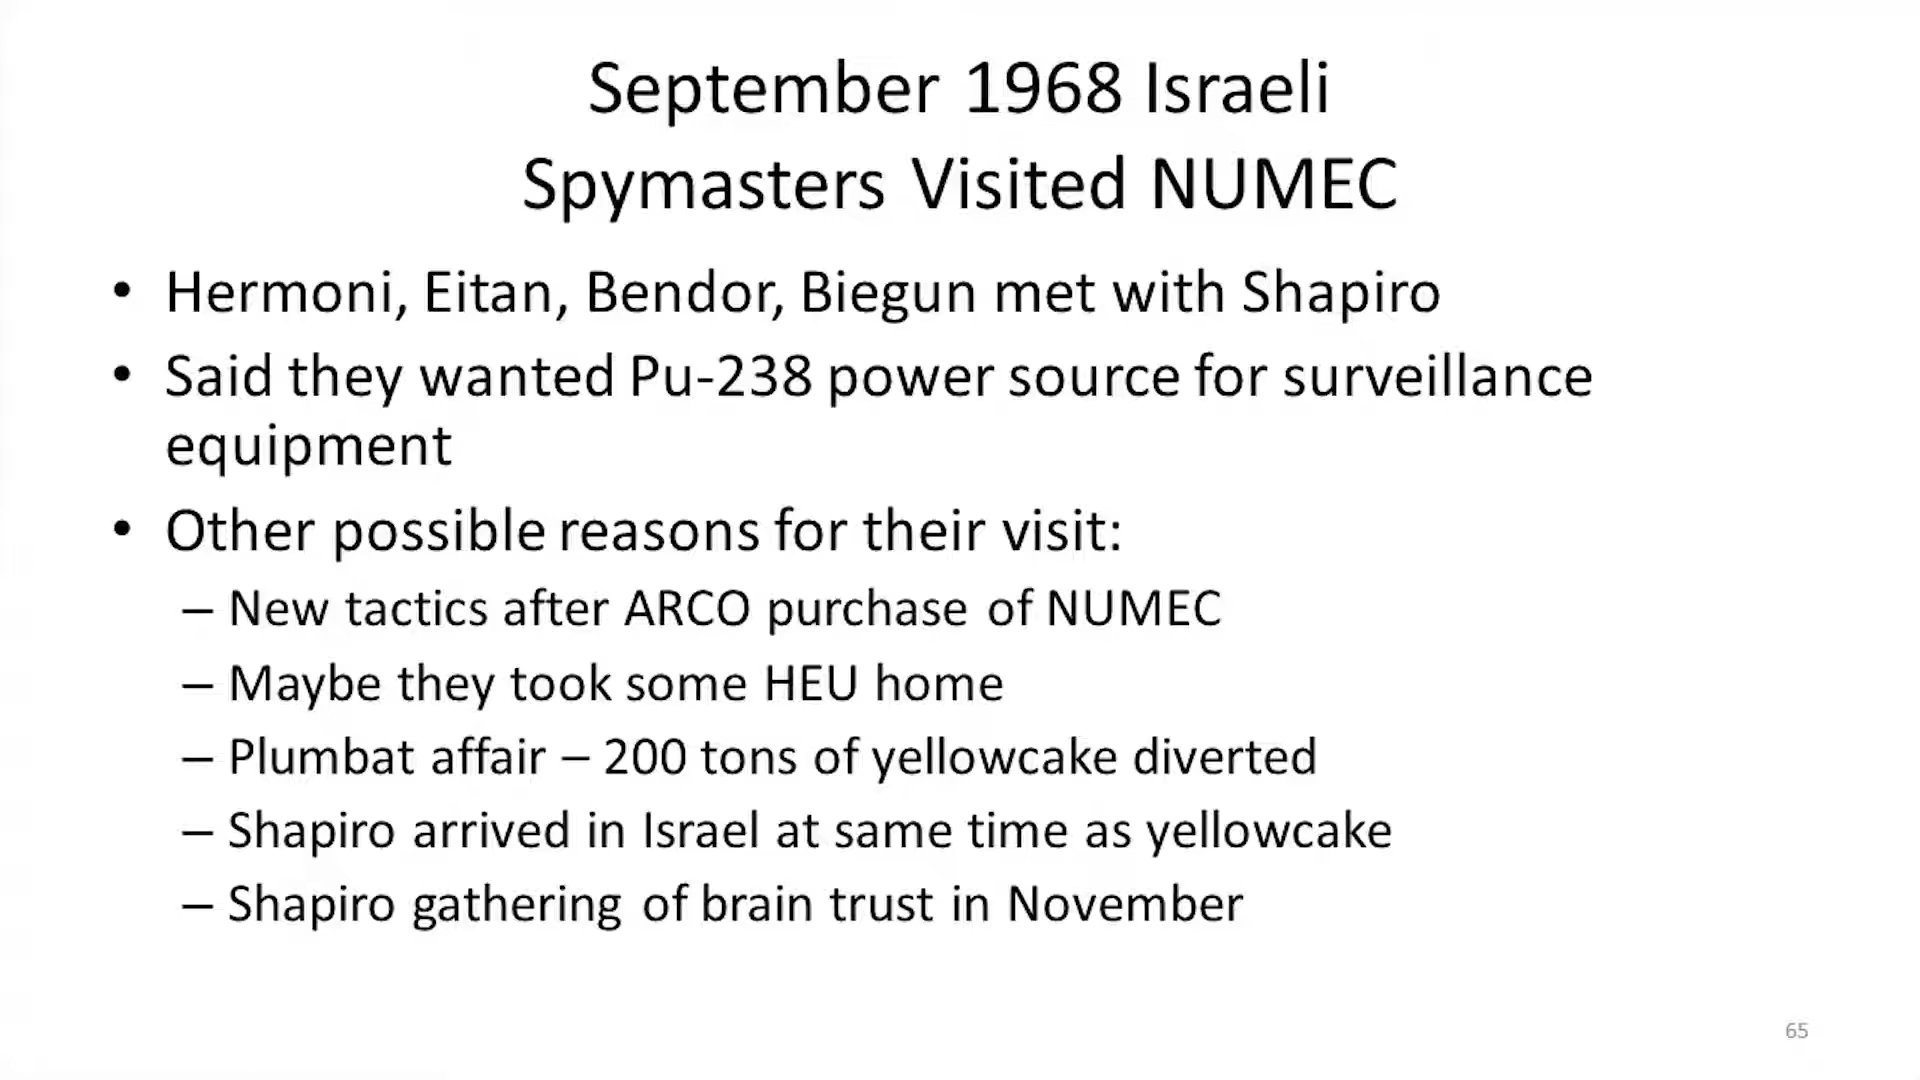 September 1968 Israeli
Spymasters Visited NUMEC
• Hermoni, Eitan, Bendor, Biegun met with Shapiro
• Said they wanted Pu-238 power source for surveillance
equipment
• Other possible reasons for their visit:
– New tactics after ARCO purchase of NUMEC
– Maybe they took some HEU home
– Plumbat affair – 200 tons of yellowcake diverted
– Shapiro arrived in Israel at same time as yellowcake
– Shapiro gathering of brain trust in November
65